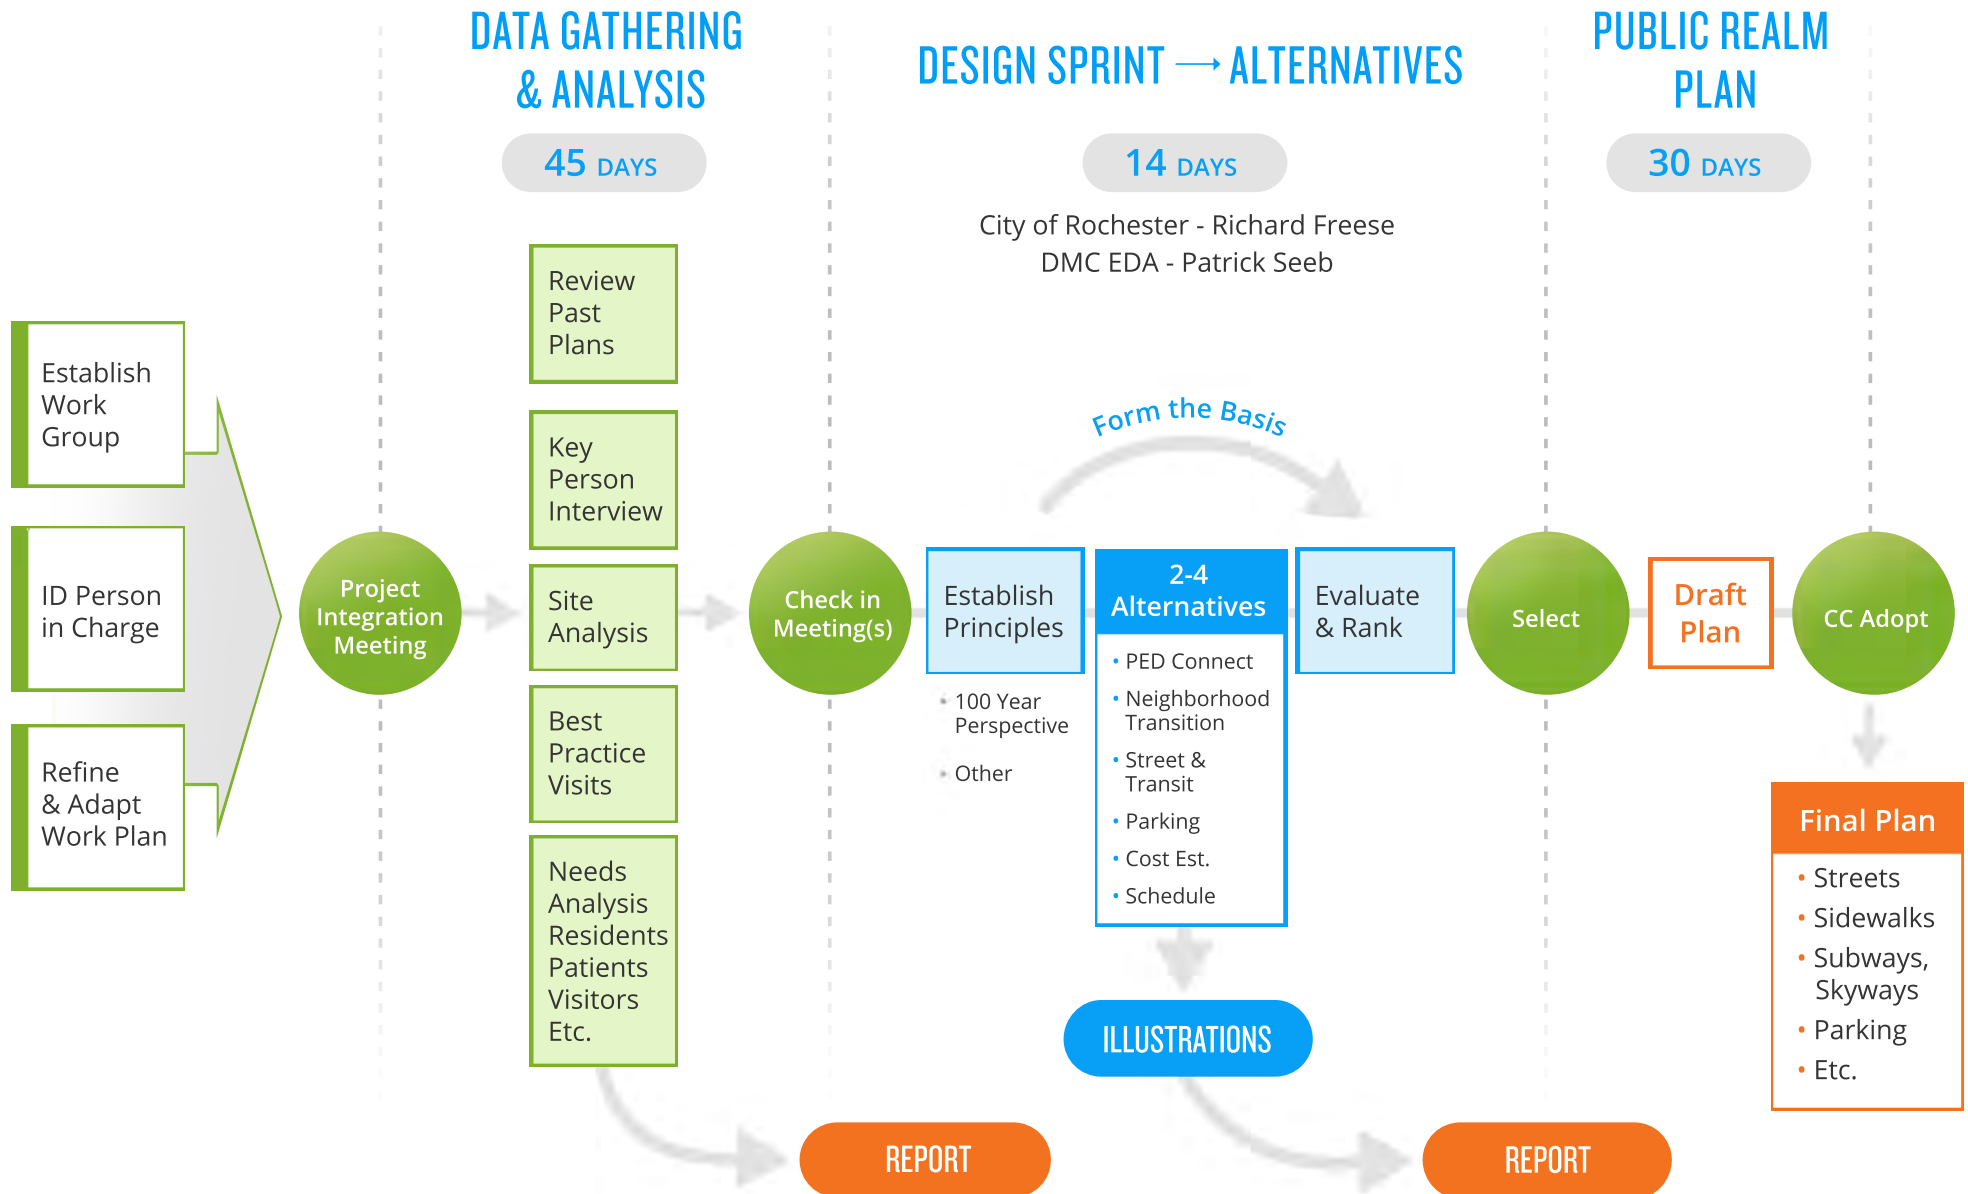 DATA GATHERING
& ANALYSIS
45 DAYS
DESIGN SPRINT → ALTERNATIVES
14 DAYS
City of Rochester - Richard Freese
DMC EDA - Patrick Seeb
PUBLIC REALM
PLAN
30 DAYS
Establish
Work
Group
ID Person
in Charge
Refine
& Adapt
Work Plan
Project
Integration
Meeting
Review
Past
Plans
Key
Person
Interview
Site
Analysis
Best
Practice
Visits
Needs
Analysis
Residents
Patients
Visitors
Etc.
REPORT
Check in
Meeting(s)
Form the Basis
Establish
Principles
• 100 Year
Perspective
• Other
2-4
Alternatives
• PED Connect
• Neighborhood
Transition
• Street &
Transit
• Parking
• Cost Est.
• Schedule
ILLUSTRATIONS
REPORT
Evaluate
& Rank
Select
Draft
Plan
CC Adopt
Final Plan
• Streets
• Sidewalks
• Subways,
Skyways
• Parking
• Etc.